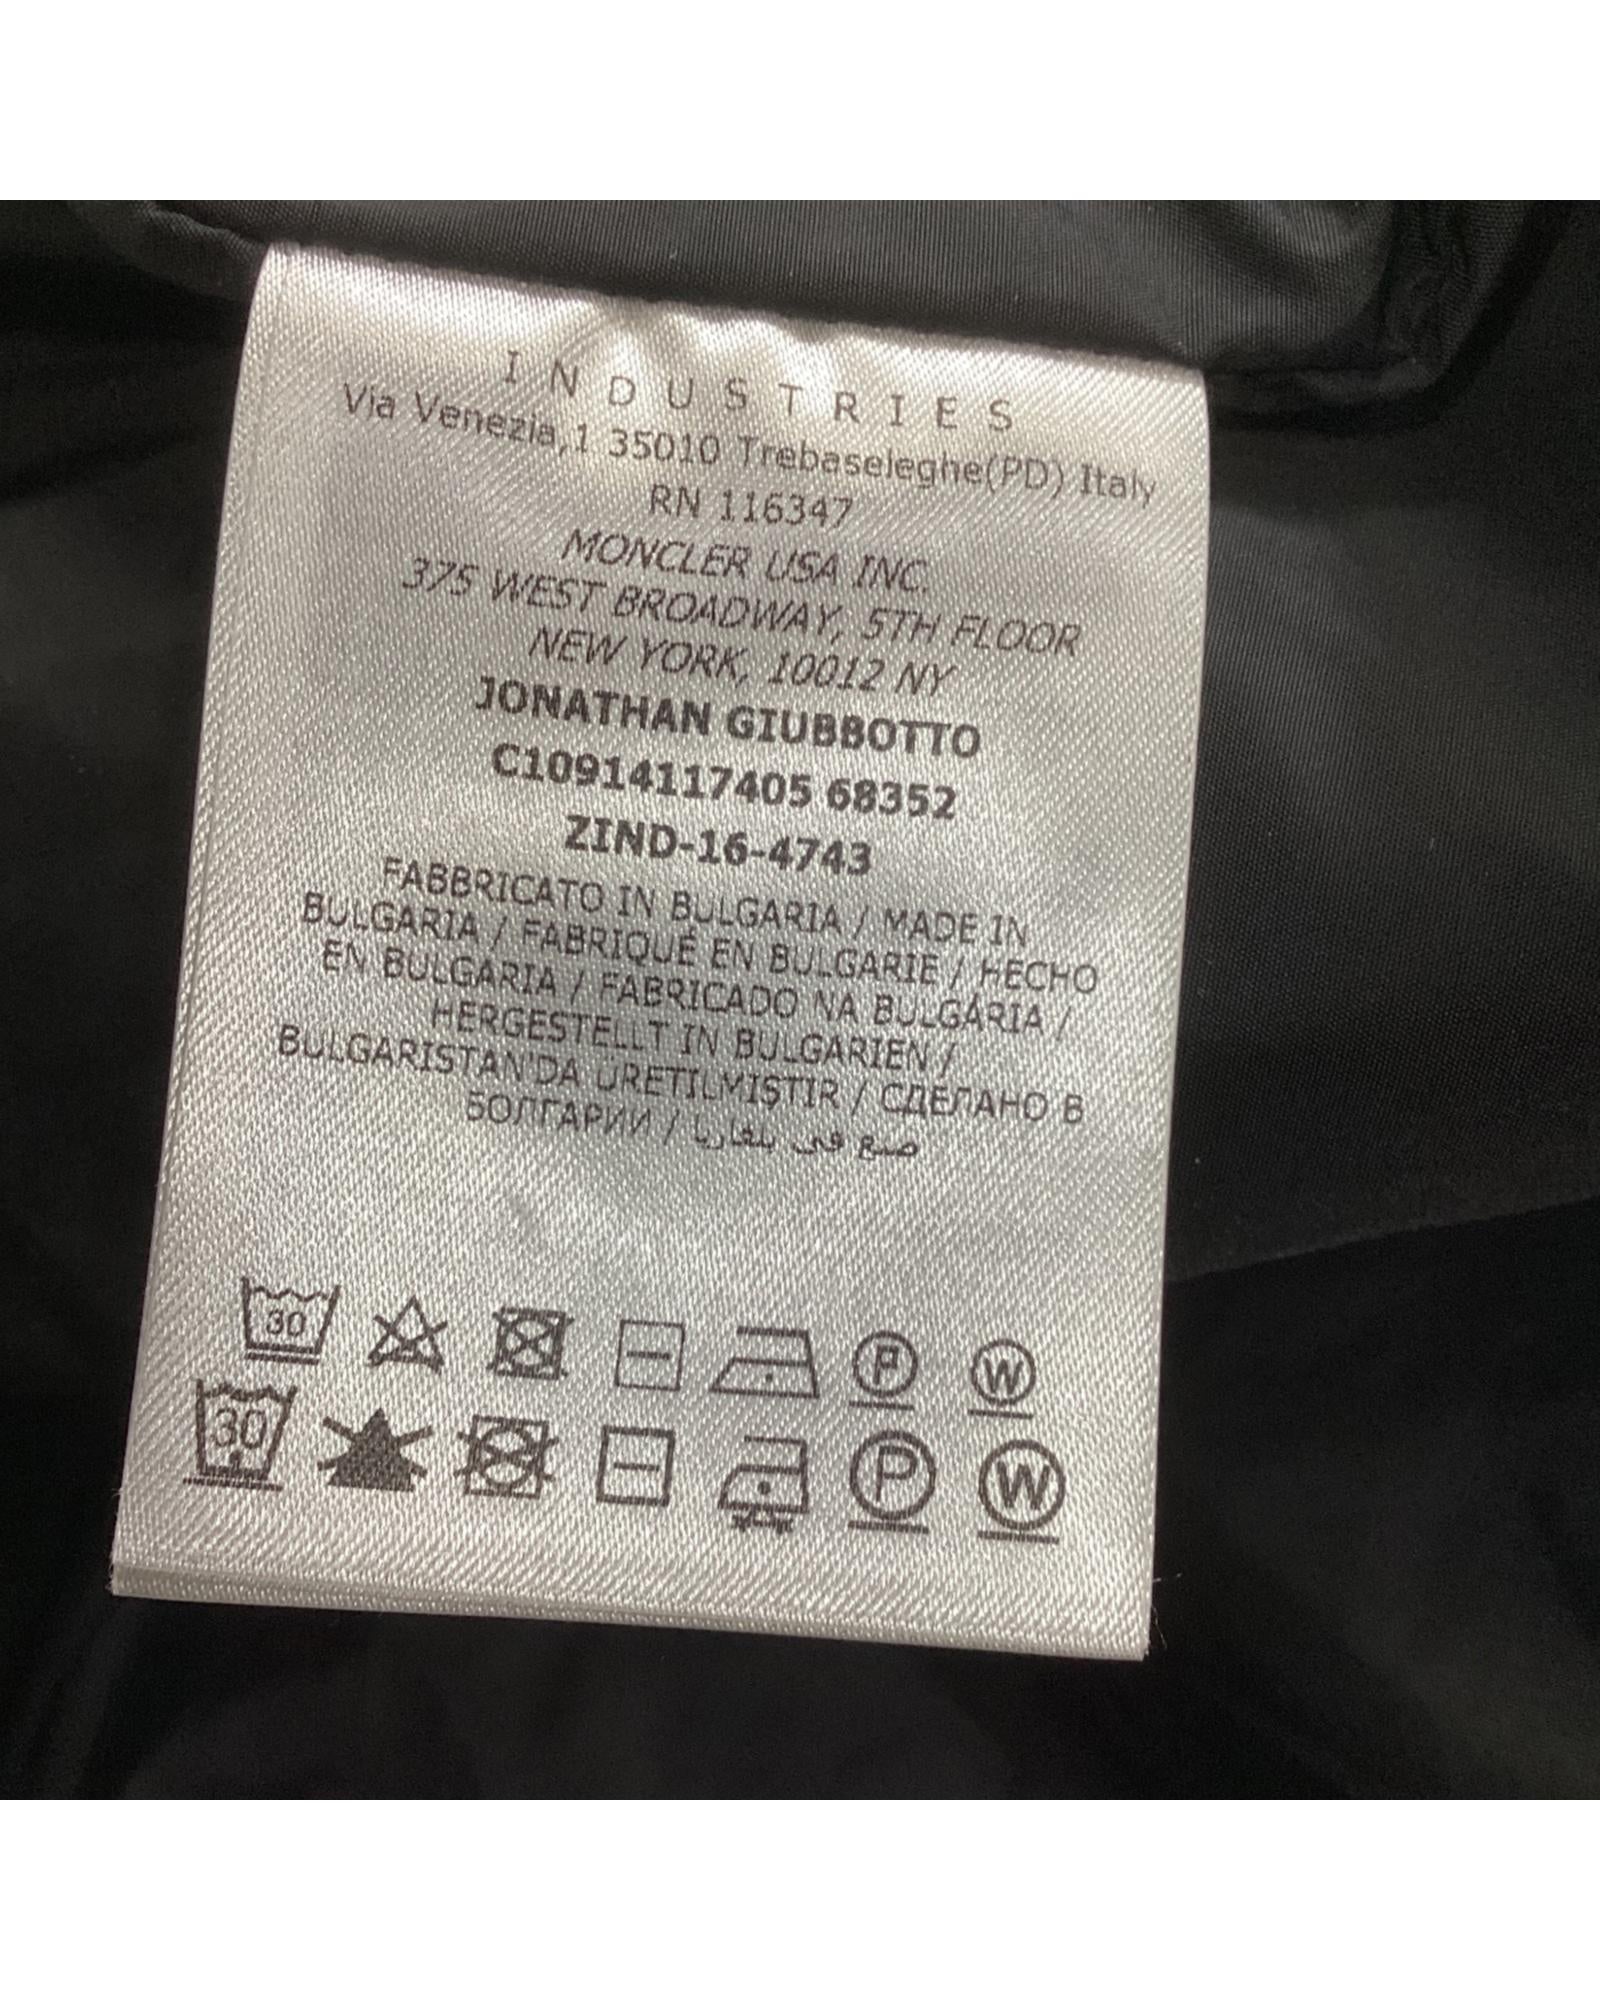 INDUSTRIES
Via Venezia,1 35010 Trebaseleghe(PD) Italy
RN 116347
MONCLER USA INC.
375 WEST BROADWAY, 5TH FLOOR
NEW YORK, 10012 NY
JONATHAN GIUBBOTTO
C10914117405 68352
ZIND-16-4743
FABBRICATO IN BULGARIA / MADE IN
BULGARIA / FABRIQUÉ EN BULGARIE / HECHO
EN BULGARIA / FABRICADO NA BULGÁRIA /
HERGESTELLT IN BULGARIEN /
BULGARISTAN'DA ÜRETILMIŞTIR / СДЕЛАНО В
БОЛГАРИИ / صنع في بلغاريا
30 P W
30 P W